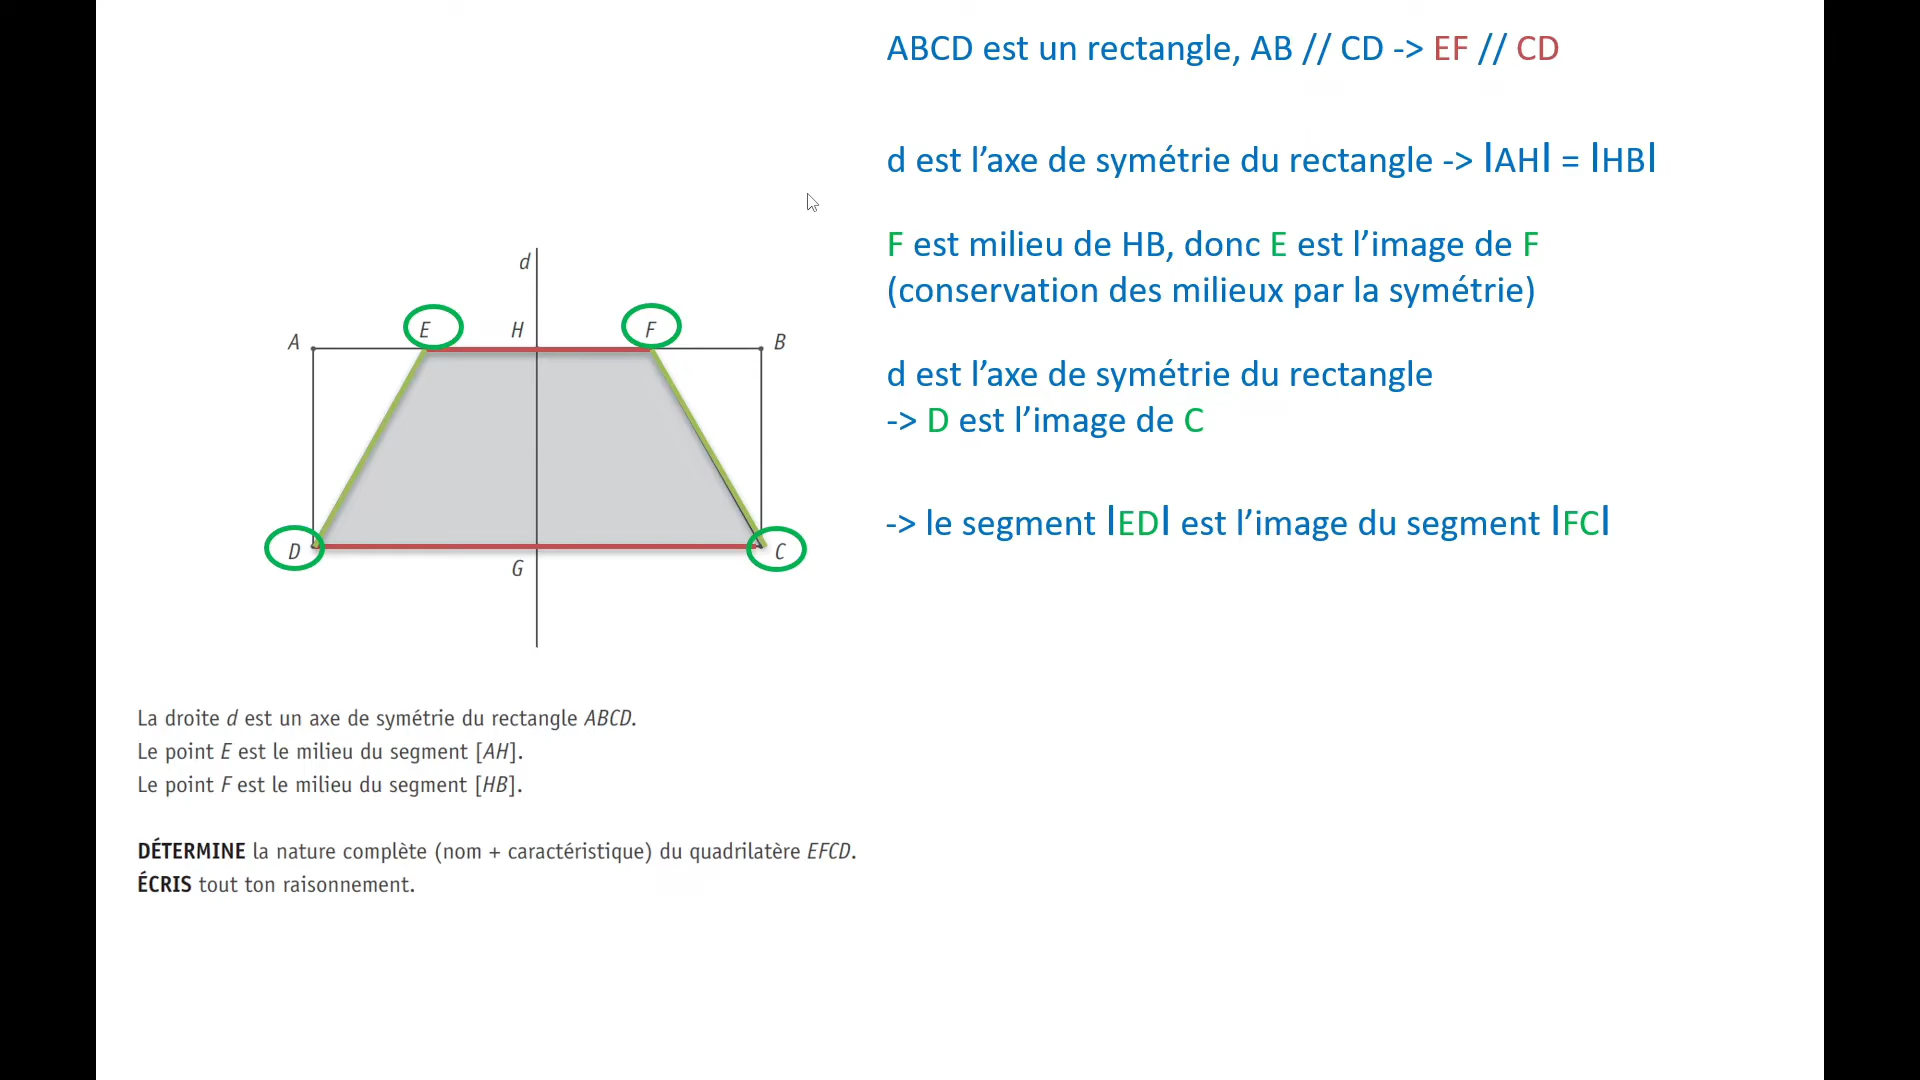 ABCD est un rectangle, AB // CD -> EF // CD
d est l’axe de symétrie du rectangle -> |AH| = |HB|
F est milieu de HB, donc E est l’image de F
(conservation des milieux par la symétrie)
d est l’axe de symétrie du rectangle
-> D est l’image de C
-> le segment |ED| est l’image du segment |FC|
d
A E H F B
D G C
La droite d est un axe de symétrie du rectangle ABCD.
Le point E est le milieu du segment [AH].
Le point F est le milieu du segment [HB].
DÉTERMINE la nature complète (nom + caractéristique) du quadrilatère EFCD.
ÉCRIS tout ton raisonnement.